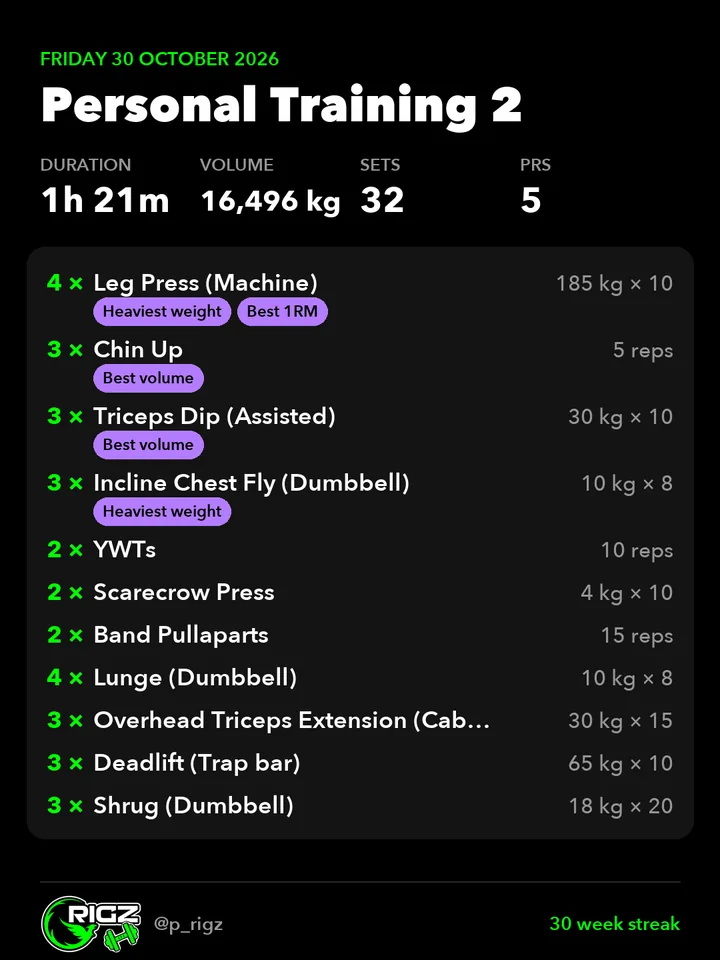 FRIDAY 30 OCTOBER 2026
Personal Training 2
DURATION VOLUME SETS PRS
1h 21m 16,496 kg 32 5
4 × Leg Press (Machine) 185 kg × 10
Heaviest weight Best 1RM
3 × Chin Up 5 reps
Best volume
3 × Triceps Dip (Assisted) 30 kg × 10
Best volume
3 × Incline Chest Fly (Dumbbell) 10 kg × 8
Heaviest weight
2 × YWTs 10 reps
2 × Scarecrow Press 4 kg × 10
2 × Band Pullaparts 15 reps
4 × Lunge (Dumbbell) 10 kg × 8
3 × Overhead Triceps Extension (Cab… 30 kg × 15
3 × Deadlift (Trap bar) 65 kg × 10
3 × Shrug (Dumbbell) 18 kg × 20
RIGZ @p_rigz 30 week streak